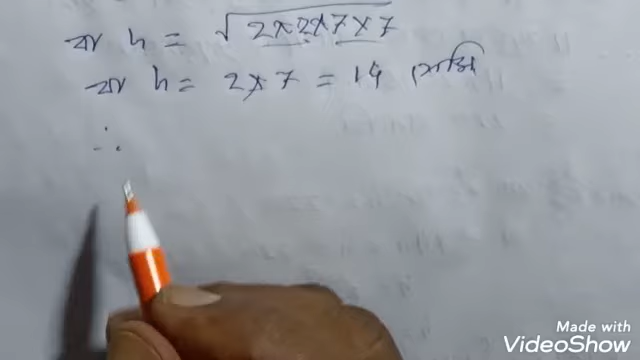 বা h = √2×2×7×7
বা h = 2×7 = 14 সেমি
∴
Made with
VideoShow